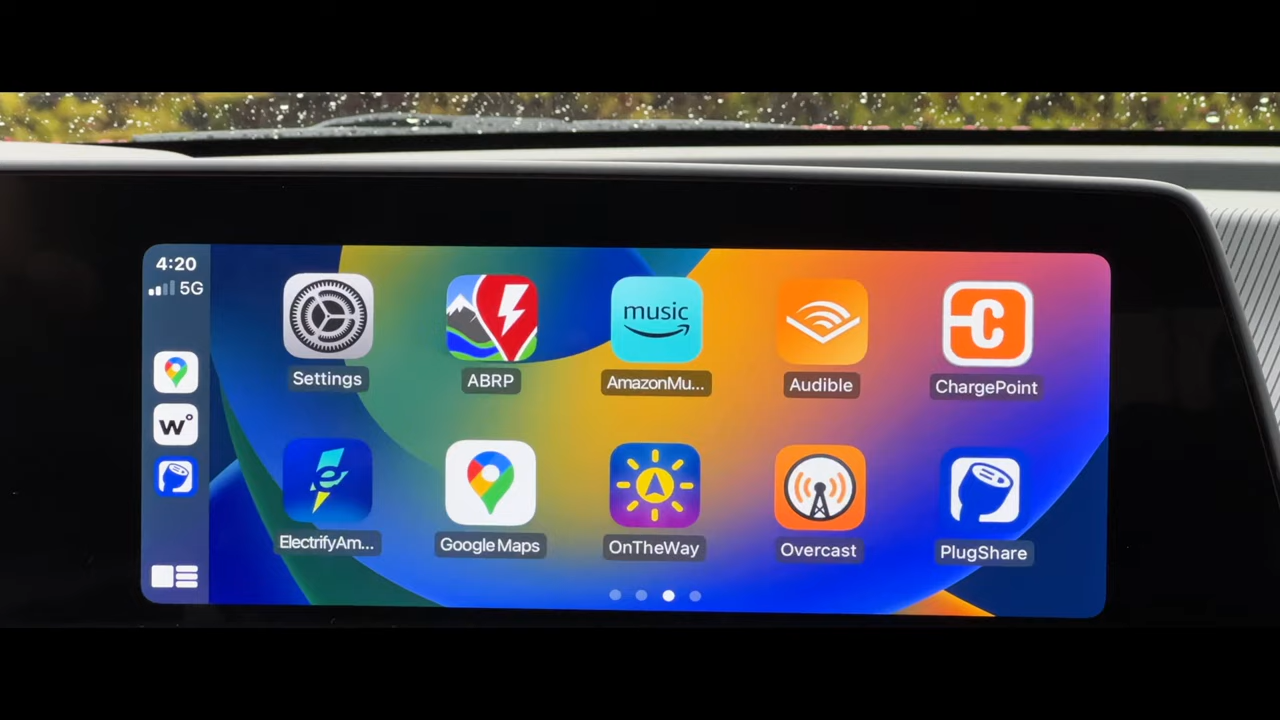 4:20
5G
W°
Settings
ABRP
music
AmazonMu...
Audible
C
ChargePoint
ElectrifyAm...
Google Maps
OnTheWay
Overcast
PlugShare